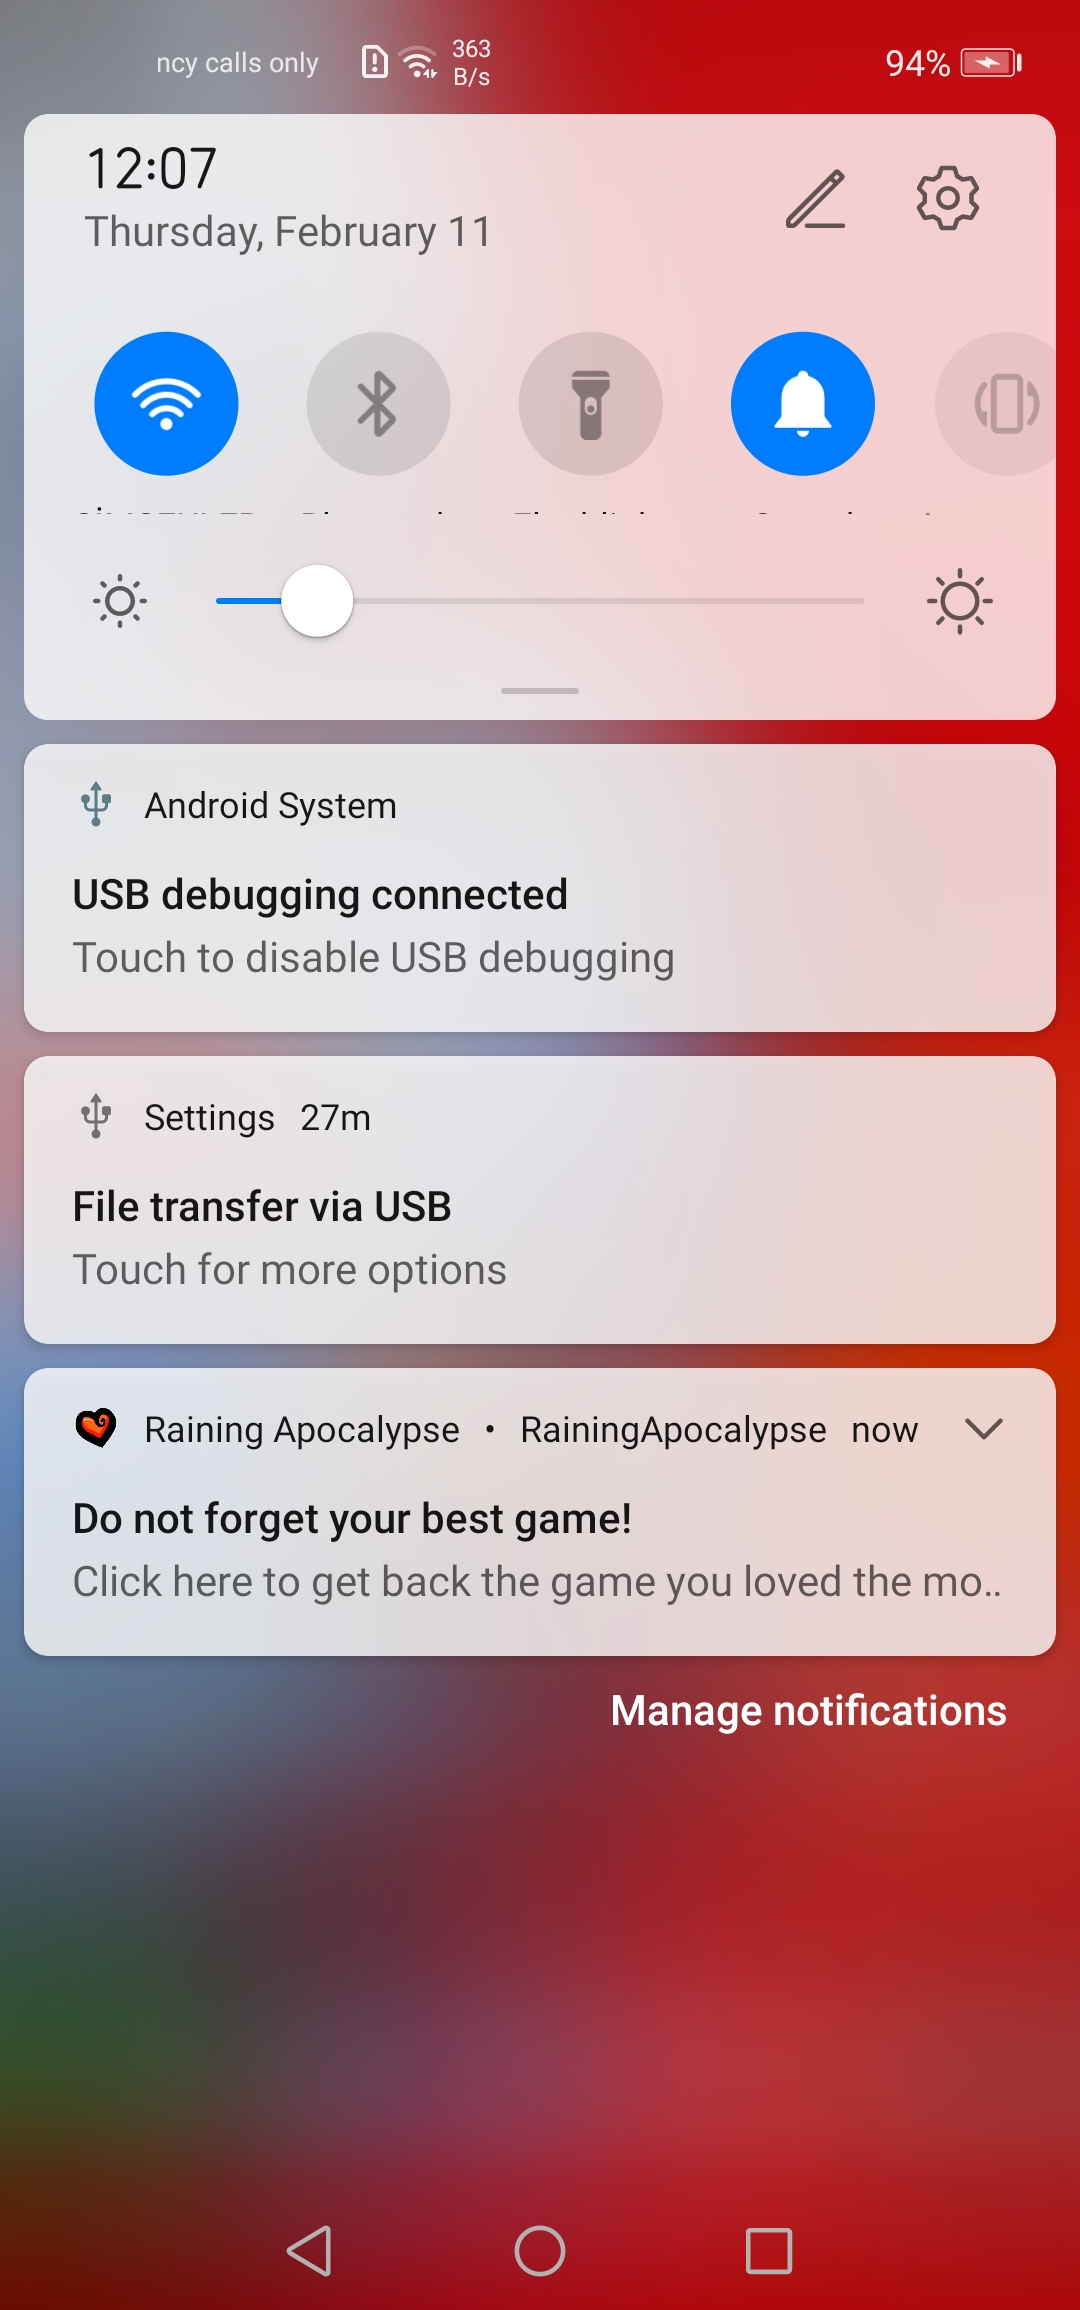 ncy calls only
363
B/s
94%
12:07
Thursday, February 11
Android System
USB debugging connected
Touch to disable USB debugging
Settings 27m
File transfer via USB
Touch for more options
Raining Apocalypse • RainingApocalypse now
Do not forget your best game!
Click here to get back the game you loved the mo..
Manage notifications